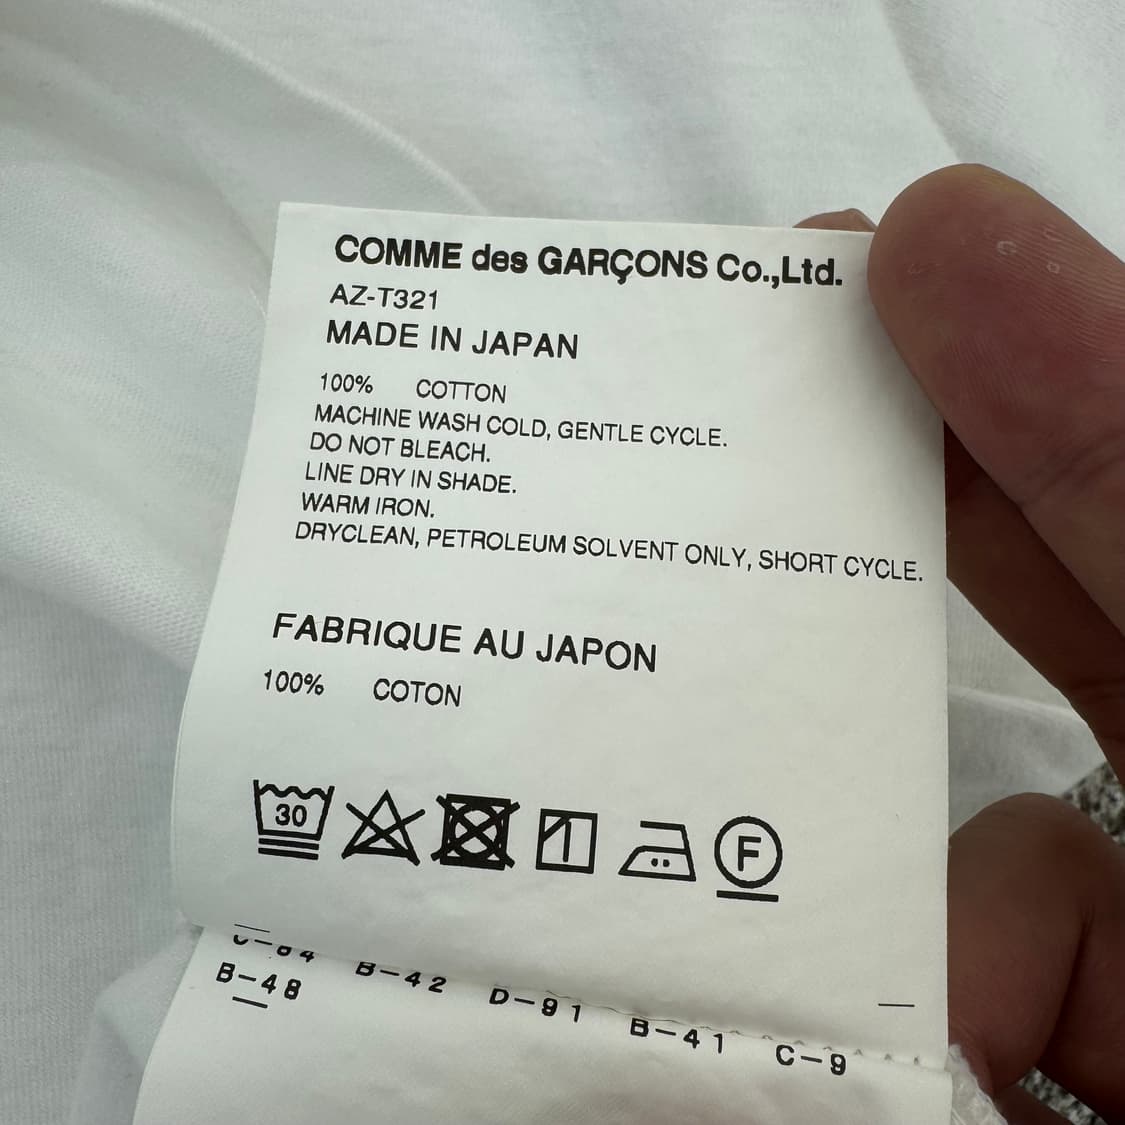 COMME des GARÇONS Co.,Ltd.
AZ-T321
MADE IN JAPAN
100% COTTON
MACHINE WASH COLD, GENTLE CYCLE.
DO NOT BLEACH.
LINE DRY IN SHADE.
WARM IRON.
DRYCLEAN, PETROLEUM SOLVENT ONLY, SHORT CYCLE.
FABRIQUE AU JAPON
100% COTON
30
F
B-42 D-91 B-41 C-9
B-48